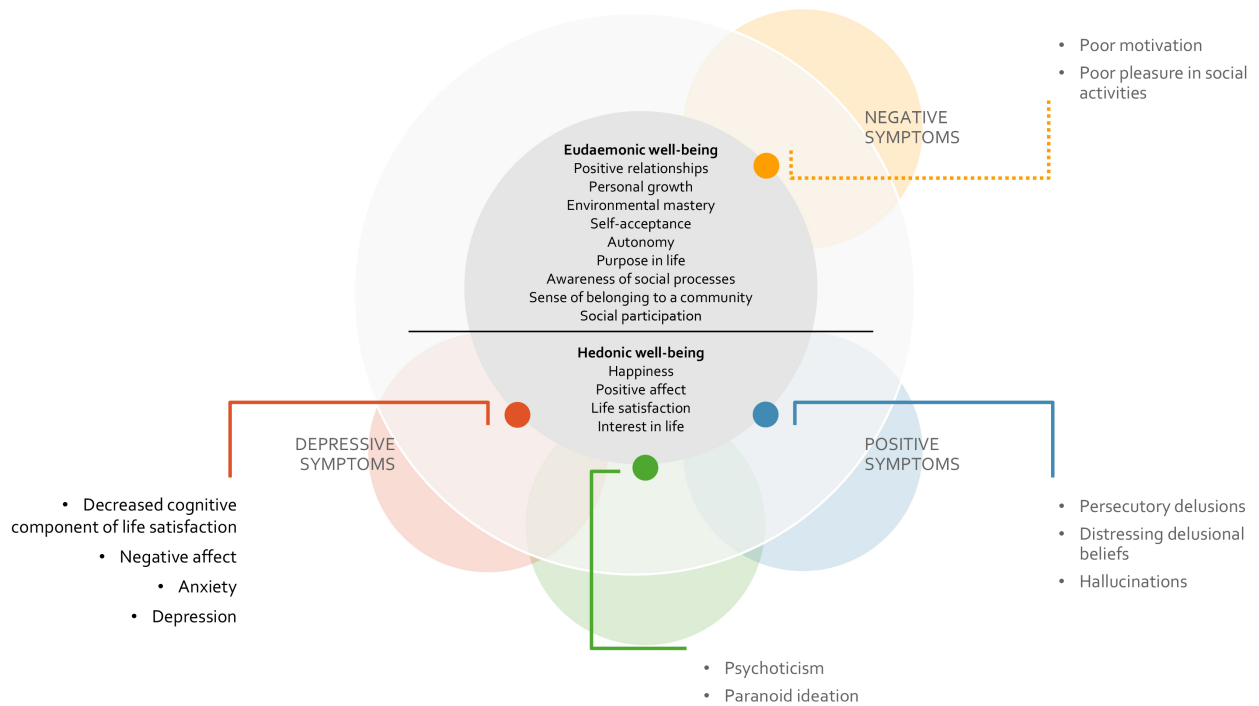 • Poor motivation
• Poor pleasure in social
activities
NEGATIVE
SYMPTOMS
Eudaemonic well-being
Positive relationships
Personal growth
Environmental mastery
Self-acceptance
Autonomy
Purpose in life
Awareness of social processes
Sense of belonging to a community
Social participation
Hedonic well-being
Happiness
Positive affect
Life satisfaction
Interest in life
DEPRESSIVE
SYMPTOMS
• Decreased cognitive
component of life satisfaction
• Negative affect
• Anxiety
• Depression
POSITIVE
SYMPTOMS
• Persecutory delusions
• Distressing delusional
beliefs
• Hallucinations
• Psychoticism
• Paranoid ideation